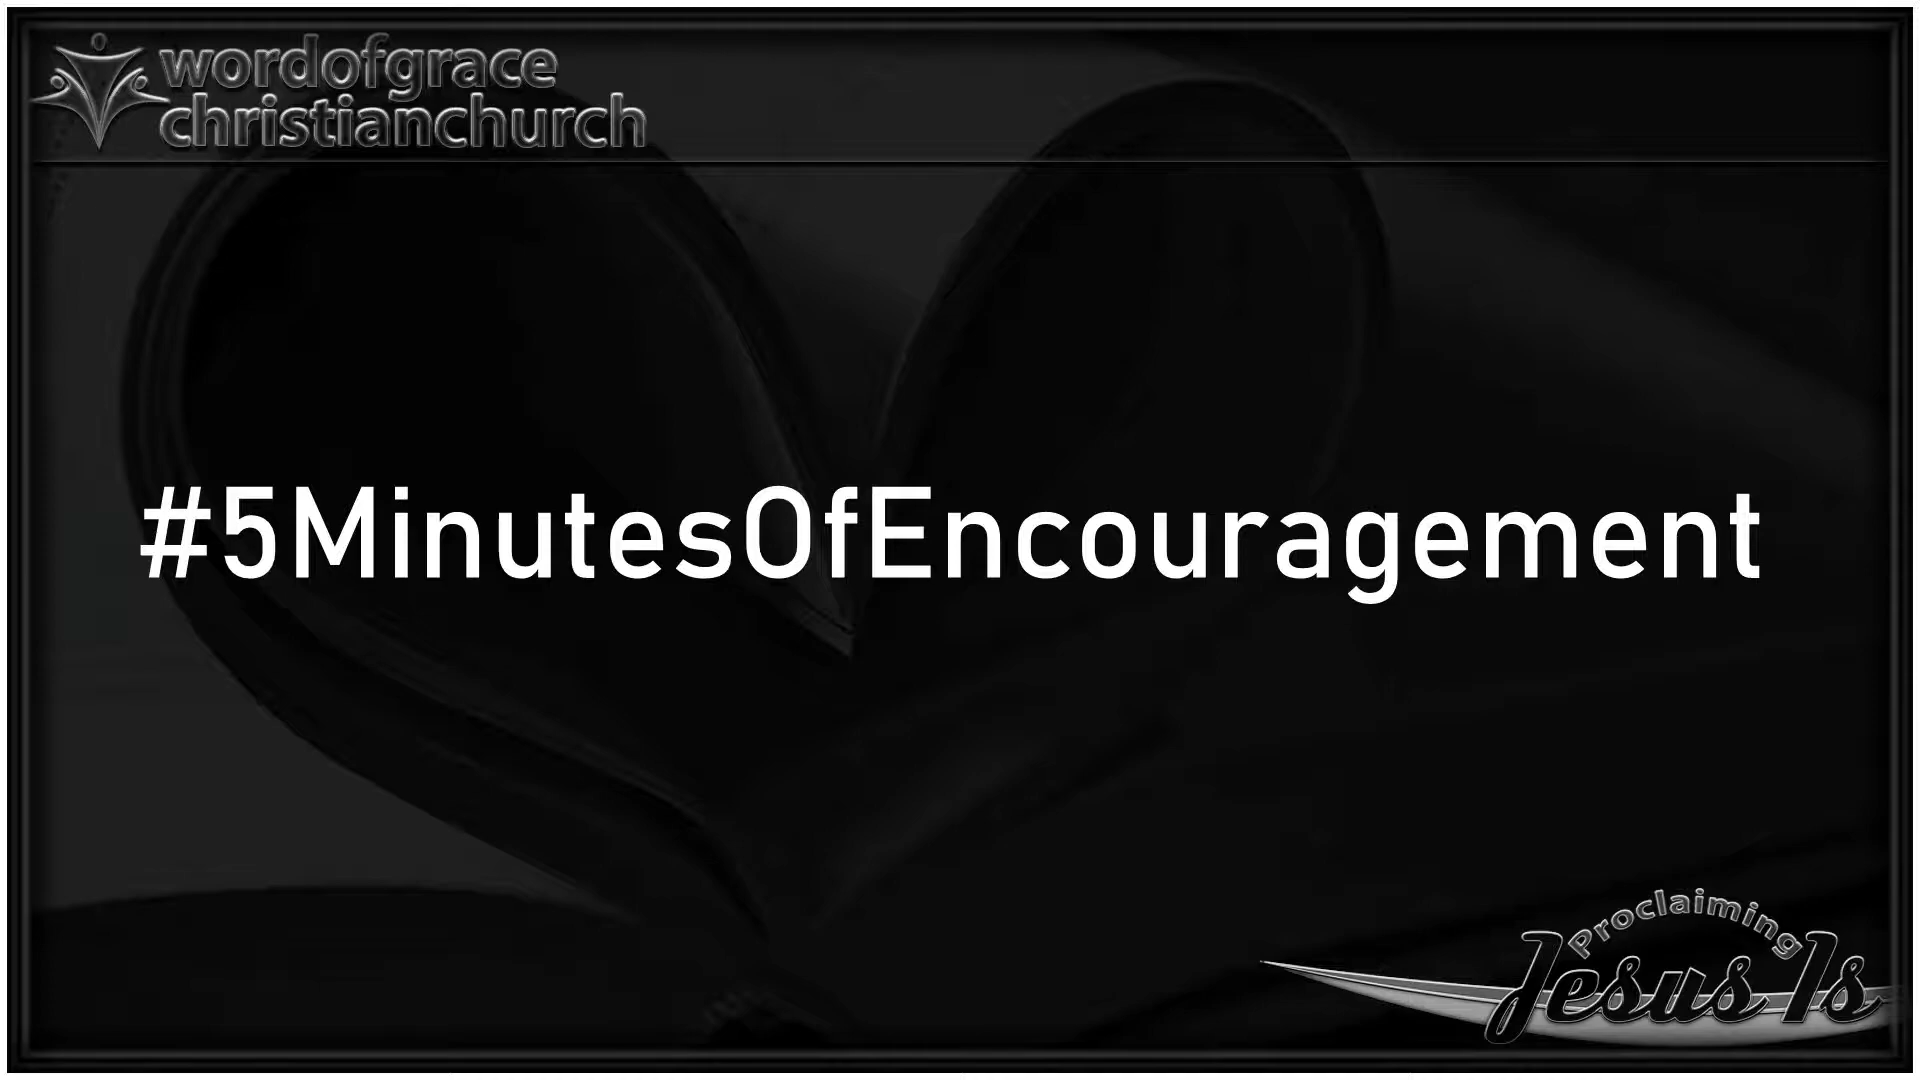 wordofgrace
christianchurch
#5MinutesOfEncouragement
Proclaiming
Jesus Is